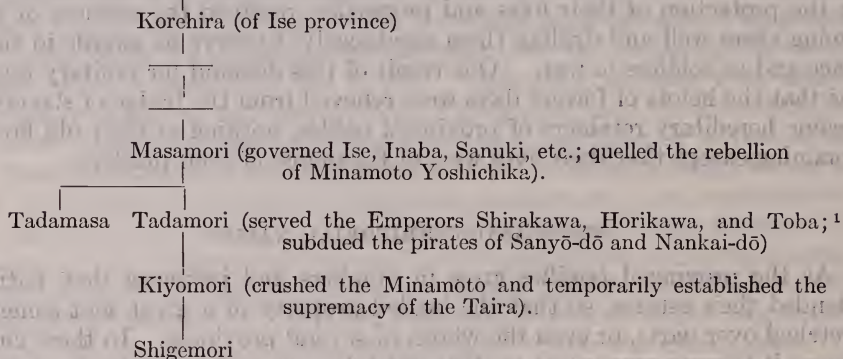 Korehira (of Ise province)
Masamori (governed Ise, Inaba, Sanuki, etc.; quelled the rebellion
of Minamoto Yoshichika).
Tadamasa Tadamori (served the Emperors Shirakawa, Horikawa, and Toba; ¹
subdued the pirates of Sanyō-dō and Nankai-dō)
Kiyomori (crushed the Minamoto and temporarily established the
supremacy of the Taira).
Shigemori